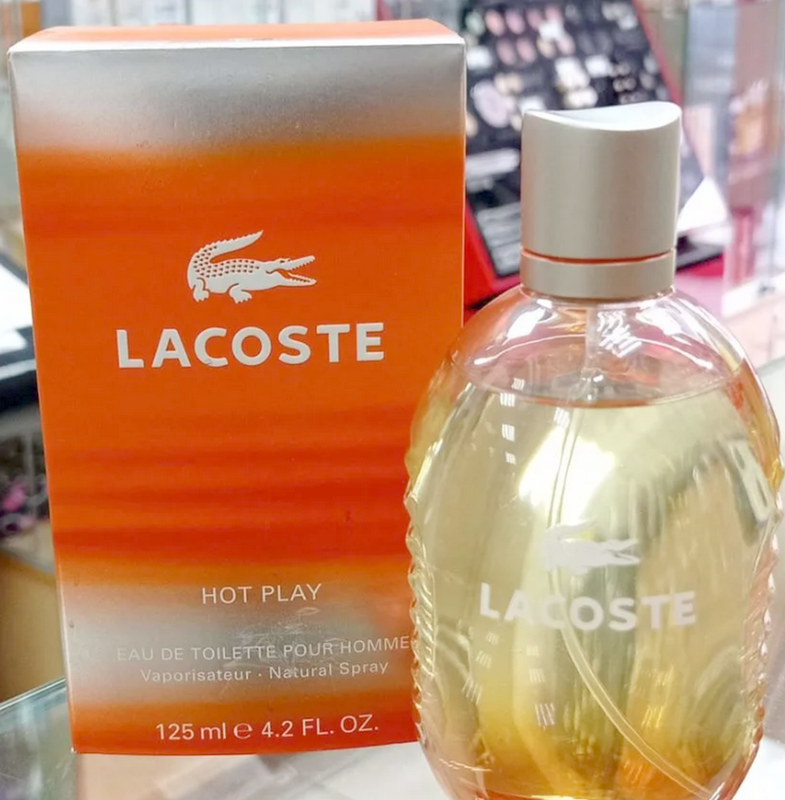 LACOSTE
HOT PLAY
EAU DE TOILETTE POUR HOMME
Vaporisateur · Natural Spray
125 ml ℮ 4.2 FL. OZ.
LACOSTE